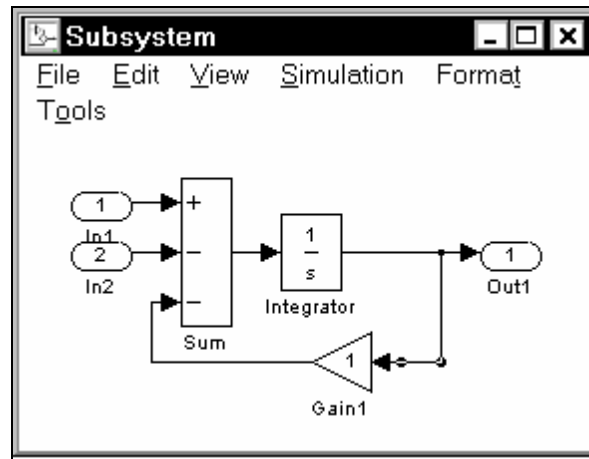 Subsystem
File Edit View Simulation Format
Tools
1
+
In1
2
−
1
s
1
In2
−
Integrator
Out1
Sum
1
Gain1